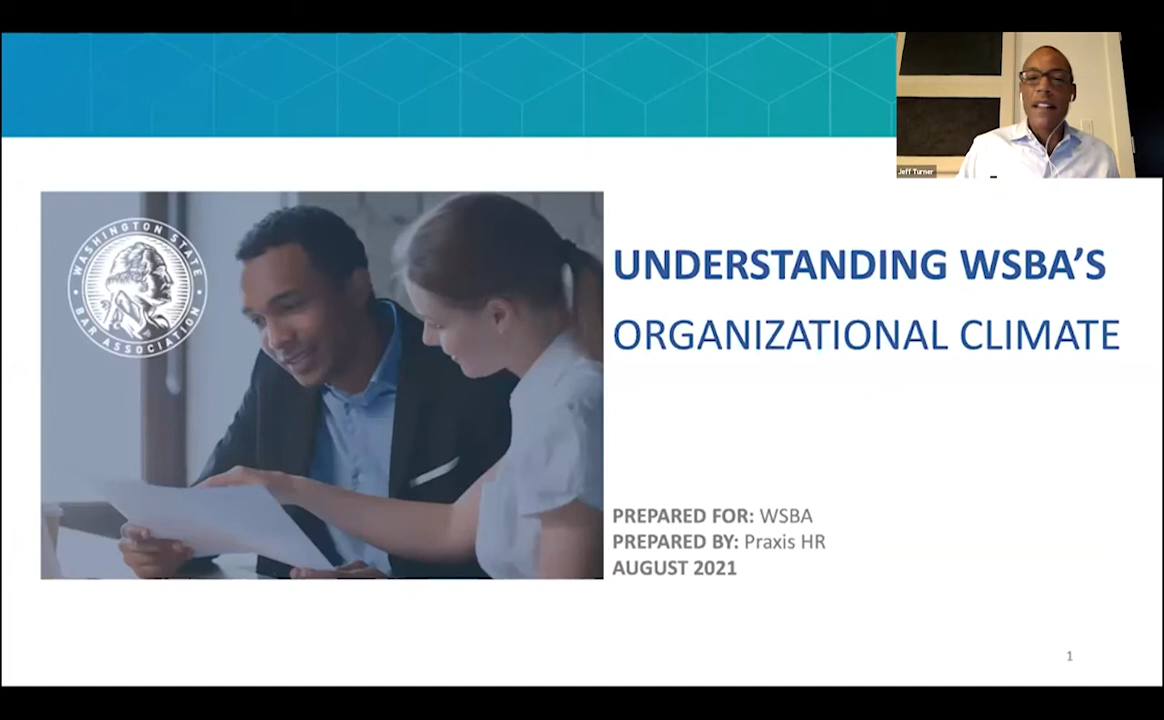 Jeff Turner
WASHINGTON STATE
BAR ASSOCIATION
UNDERSTANDING WSBA'S
ORGANIZATIONAL CLIMATE
PREPARED FOR: WSBA
PREPARED BY: Praxis HR
AUGUST 2021
1